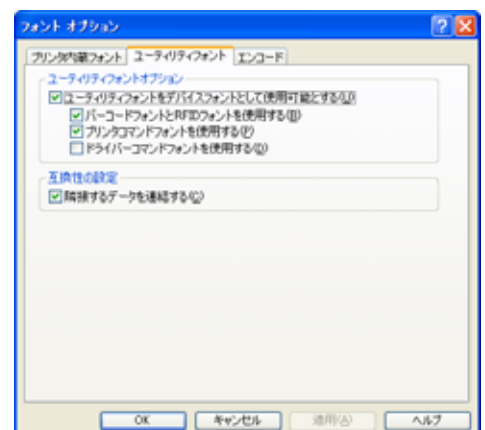 フォント オプション
プリンタ内蔵フォント ユーティリティフォント エンコード
ユーティリティフォントオプション
ユーティリティフォントをデバイスフォントとして使用可能とする(U)
バーコードフォントとRFIDフォントを使用する(B)
プリンタコマンドフォントを使用する(P)
ドライバーコマンドフォントを使用する(D)
互換性の設定
隣接するデータを連結する(C)
OK キャンセル 適用(A) ヘルプ